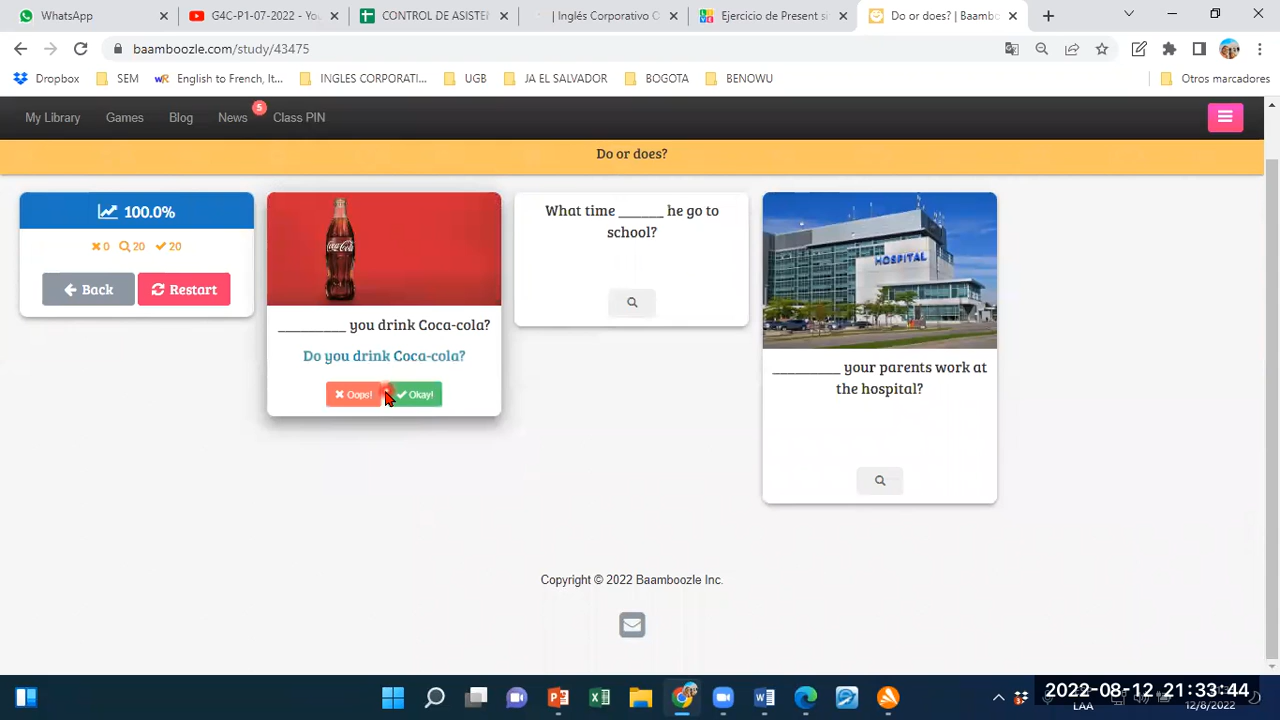 WhatsApp
G4C-P1-07-2022 - Yo
CONTROL DE ASISTE
Inglés Corporativo O
Ejercicio de Present si
Do or does? | Baambo
baamboozle.com/study/43475
Dropbox
SEM
English to French, It...
INGLES CORPORATI...
UGB
JA EL SALVADOR
BOGOTA
BENOWU
Otros marcadores
My Library
Games
Blog
News
5
Class PIN
Do or does?
100.0%
0
20
20
Back
Restart
Coca-Cola
_________ you drink Coca-cola?
Do you drink Coca-cola?
Oops!
Okay!
What time ______ he go to
school?
HOSPITAL
_________ your parents work at
the hospital?
Copyright © 2022 Baamboozle Inc.
2022-08-12 21:33:44
LAA
12/8/2022